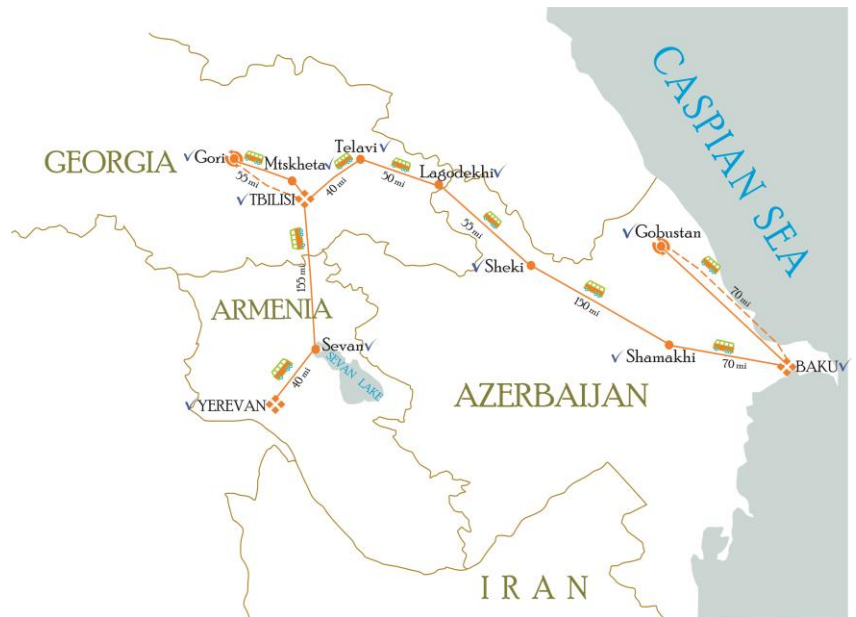 CASPIAN SEA
GEORGIA
Gori
55 mi
Mtskheta
TBILISI
Telavi
40 mi
50 mi
Lagodekhi
55 mi
Sheki
150 mi
Gobustan
70 mi
Shamakhi
70 mi
BAKU
155 mi
ARMENIA
Sevan
SEVAN LAKE
40 mi
YEREVAN
AZERBAIJAN
IRAN